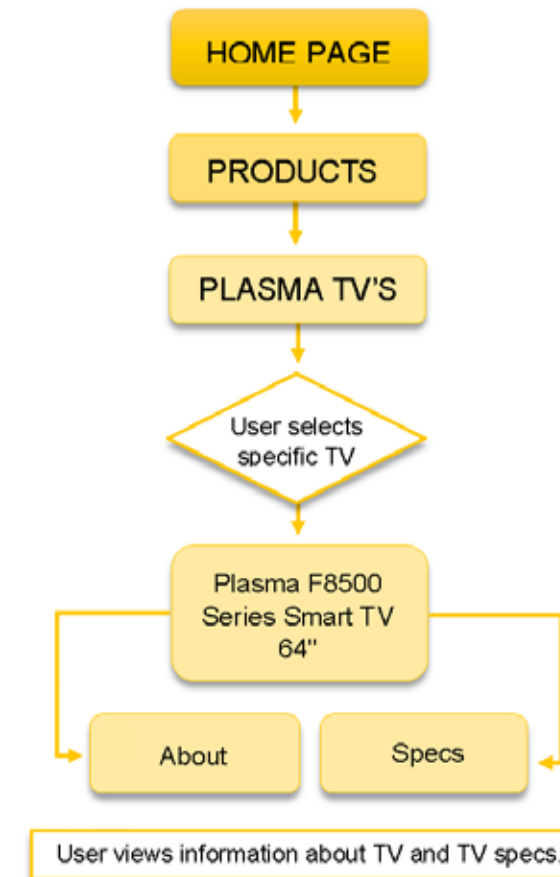 HOME PAGE
PRODUCTS
PLASMA TV'S
User selects
specific TV
Plasma F8500
Series Smart TV
64"
About
Specs
User views information about TV and TV specs.